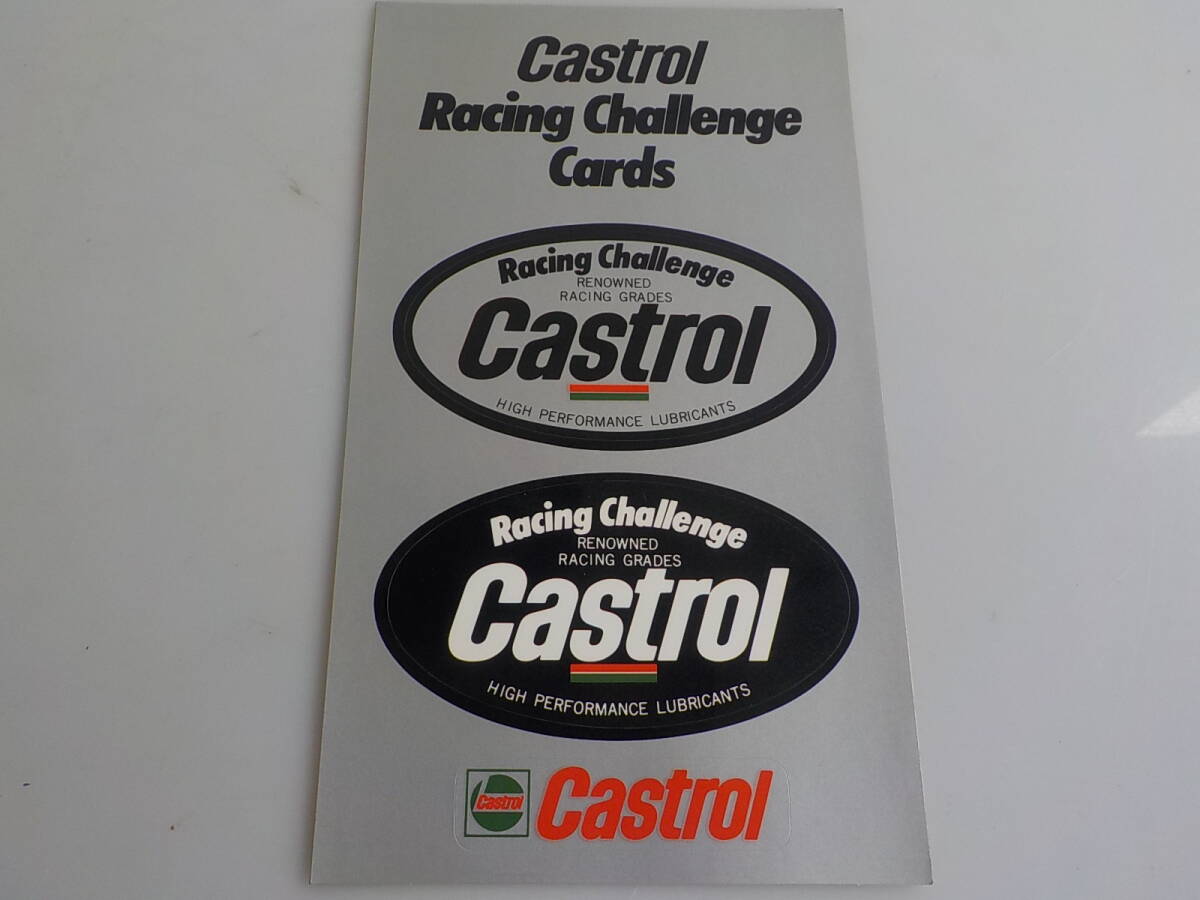 Castrol
Racing Challenge
Cards
Racing Challenge
RENOWNED
RACING GRADES
Castrol
HIGH PERFORMANCE LUBRICANTS
Racing Challenge
RENOWNED
RACING GRADES
Castrol
HIGH PERFORMANCE LUBRICANTS
Castrol
Castrol